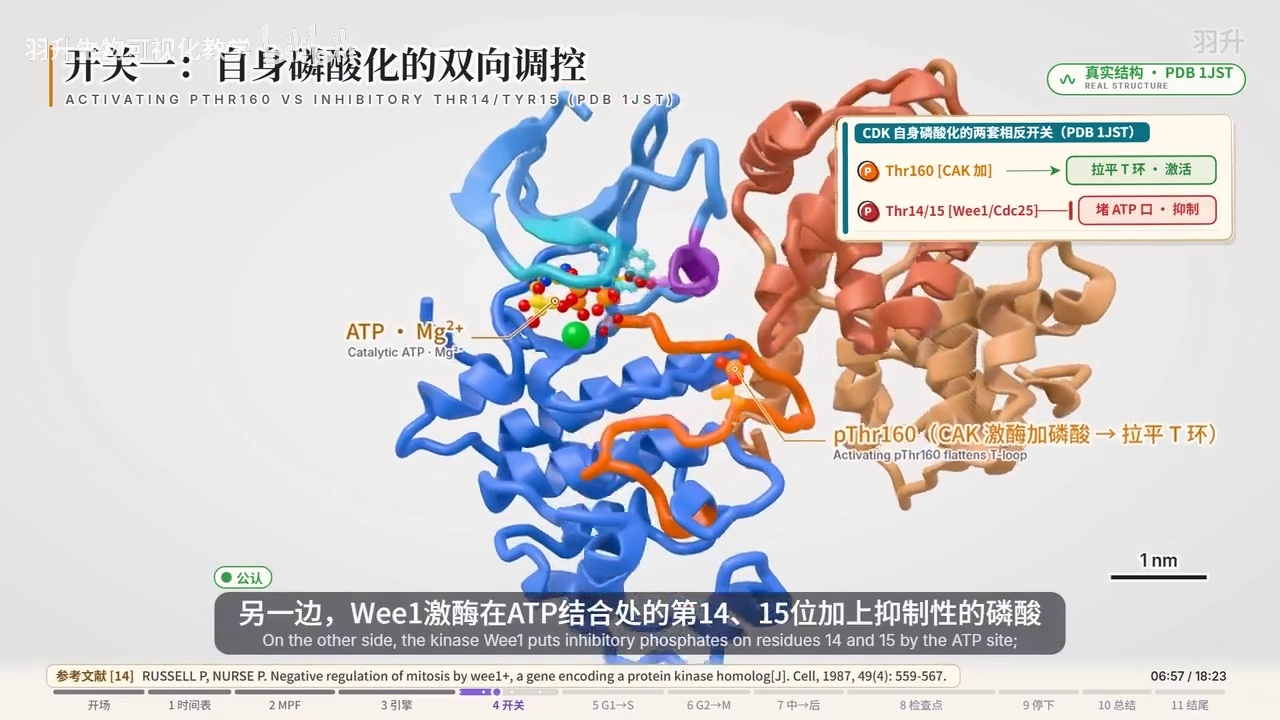 羽升生物可视化教学
羽升
开关一：自身磷酸化的双向调控
ACTIVATING PTHR160 VS INHIBITORY THR14/TYR15 (PDB 1JST)
真实结构 · PDB 1JST
REAL STRUCTURE
CDK 自身磷酸化的两套相反开关（PDB 1JST）
P Thr160 [CAK 加] 拉平 T 环 · 激活
P Thr14/15 [Wee1/Cdc25] 堵 ATP 口 · 抑制
ATP · Mg²⁺
Catalytic ATP · Mg²⁺
pThr160（CAK 激酶加磷酸 → 拉平 T 环）
Activating pThr160 flattens T-loop
1 nm
公认
另一边，Wee1激酶在ATP结合处的第14、15位加上抑制性的磷酸
On the other side, the kinase Wee1 puts inhibitory phosphates on residues 14 and 15 by the ATP site;
参考文献 [14] RUSSELL P, NURSE P. Negative regulation of mitosis by wee1+, a gene encoding a protein kinase homolog[J]. Cell, 1987, 49(4): 559-567.
06:57 / 18:23
开场 1 时间表 2 MPF 3 引擎 4 开关 5 G1→S 6 G2→M 7 中→后 8 检查点 9 停下 10 总结 11 结尾